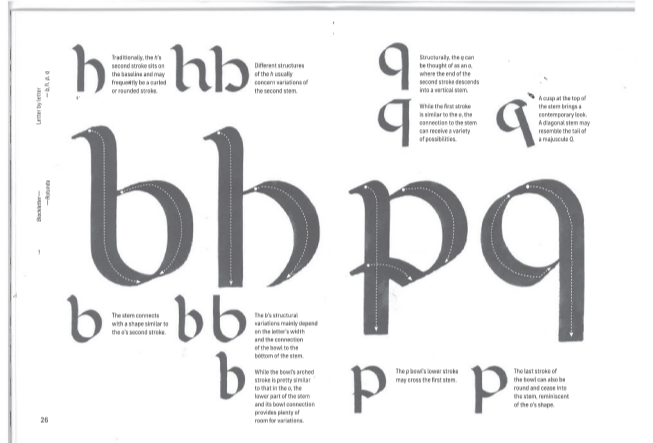 Letter by letter
— b, h, p, q
Blackletter—
—Rotunda
h
Traditionally, the h's
second stroke sits on
the baseline and may
frequently be a curled
or rounded stroke.
h h
Different structures
of the h usually
concern variations of
the second stem.
q
Structurally, the q can
be thought of as an o,
where the end of the
second stroke descends
into a vertical stem.
q
While the first stroke
is similar to the o, the
connection to the stem
can receive a variety
of possibilities.
q
A cusp at the top of
the stem brings a
contemporary look.
A diagonal stem may
resemble the tail of
a majuscule Q.
b h p q
b
The stem connects
with a shape similar to
the o's second stroke.
b b
The b's structural
variations mainly depend
on the letter's width
and the connection
of the bowl to the
bottom of the stem.
b
While the bowl's arched
stroke is pretty similar
to that in the o, the
lower part of the stem
and its bowl connection
provides plenty of
room for variations.
p
The p bowl's lower stroke
may cross the first stem.
p
The last stroke of
the bowl can also be
round and cease into
the stem, reminiscent
of the o's shape.
26